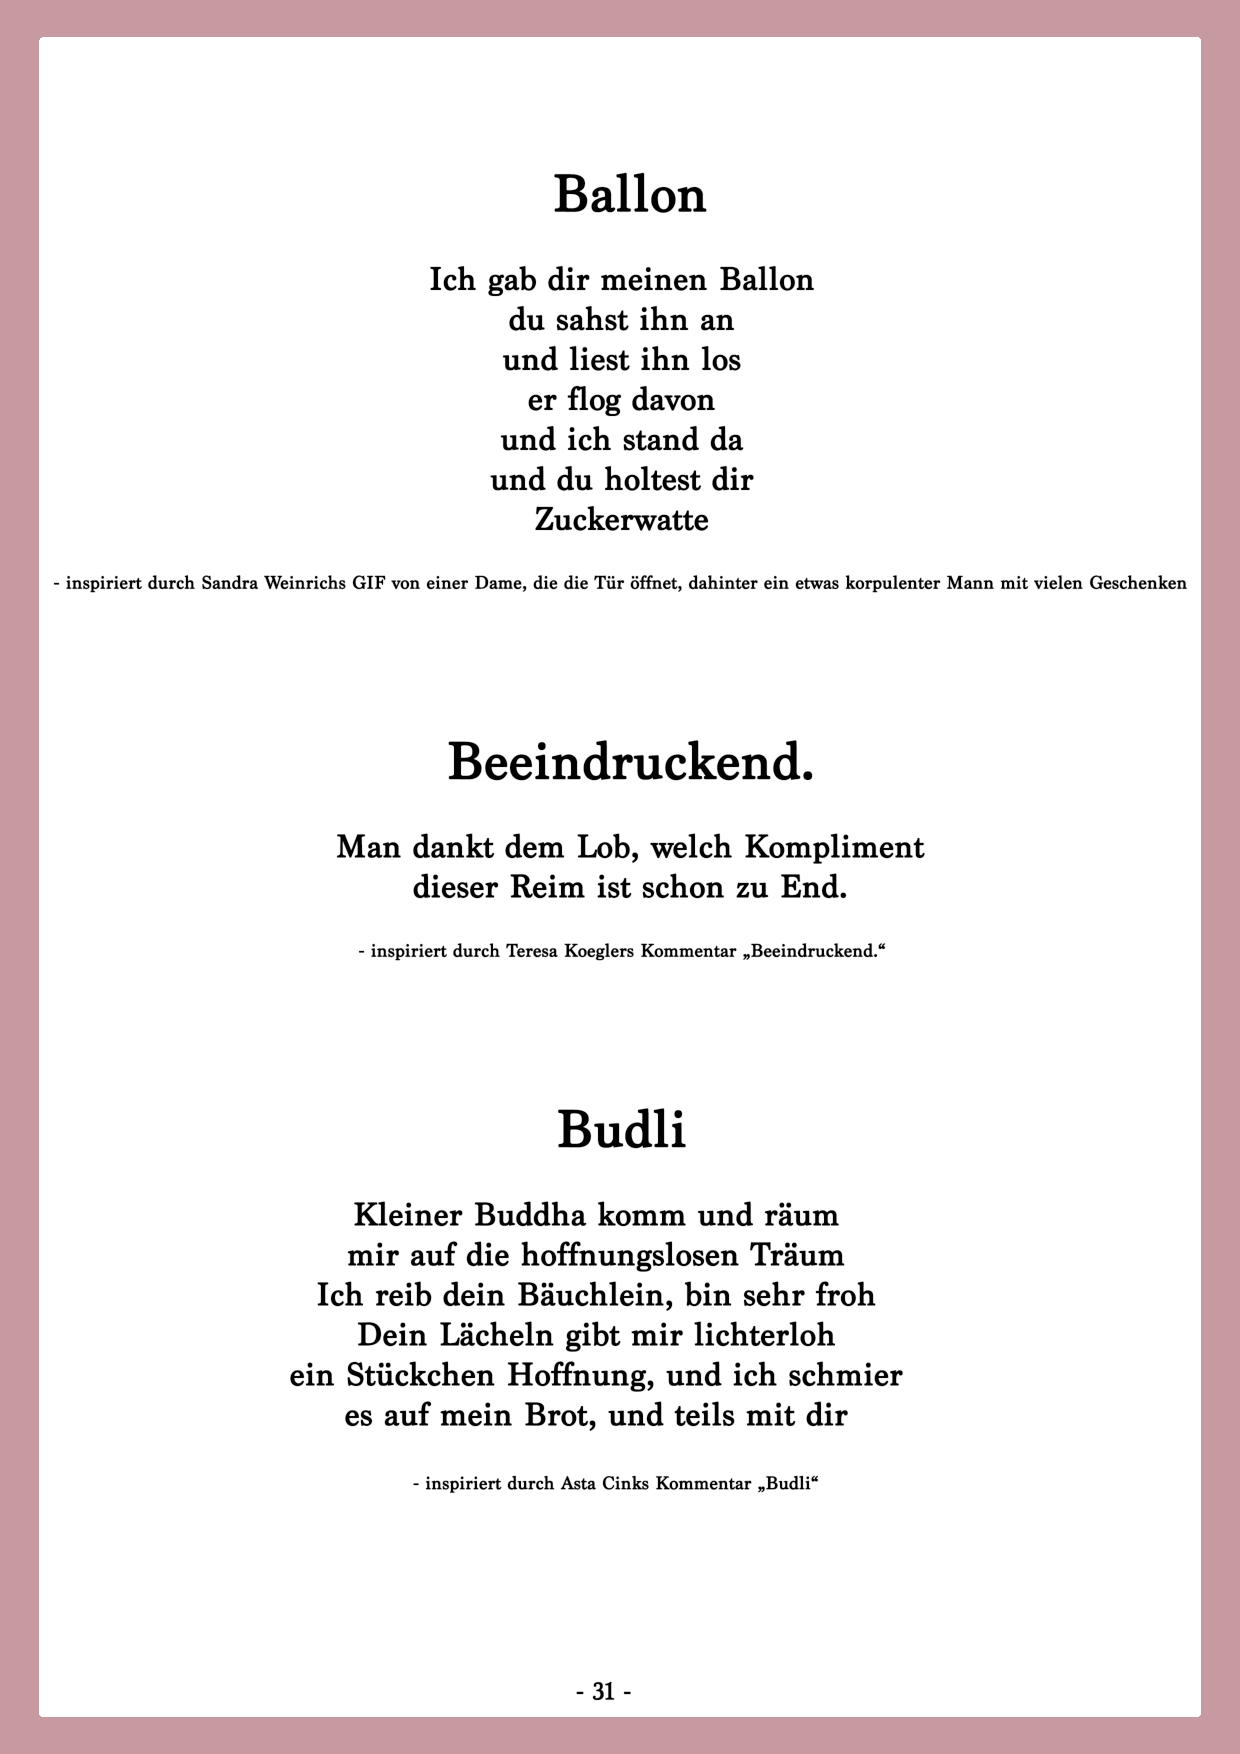 Ballon
Ich gab dir meinen Ballon
du sahst ihn an
und liest ihn los
er flog davon
und ich stand da
und du holtest dir
Zuckerwatte
- inspiriert durch Sandra Weinrichs GIF von einer Dame, die die Tür öffnet, dahinter ein etwas korpulenter Mann mit vielen Geschenken
Beeindruckend.
Man dankt dem Lob, welch Kompliment
dieser Reim ist schon zu End.
- inspiriert durch Teresa Koeglers Kommentar „Beeindruckend.“
Budli
Kleiner Buddha komm und räum
mir auf die hoffnungslosen Träum
Ich reib dein Bäuchlein, bin sehr froh
Dein Lächeln gibt mir lichterloh
ein Stückchen Hoffnung, und ich schmier
es auf mein Brot, und teils mit dir
- inspiriert durch Asta Cinks Kommentar „Budli“
- 31 -